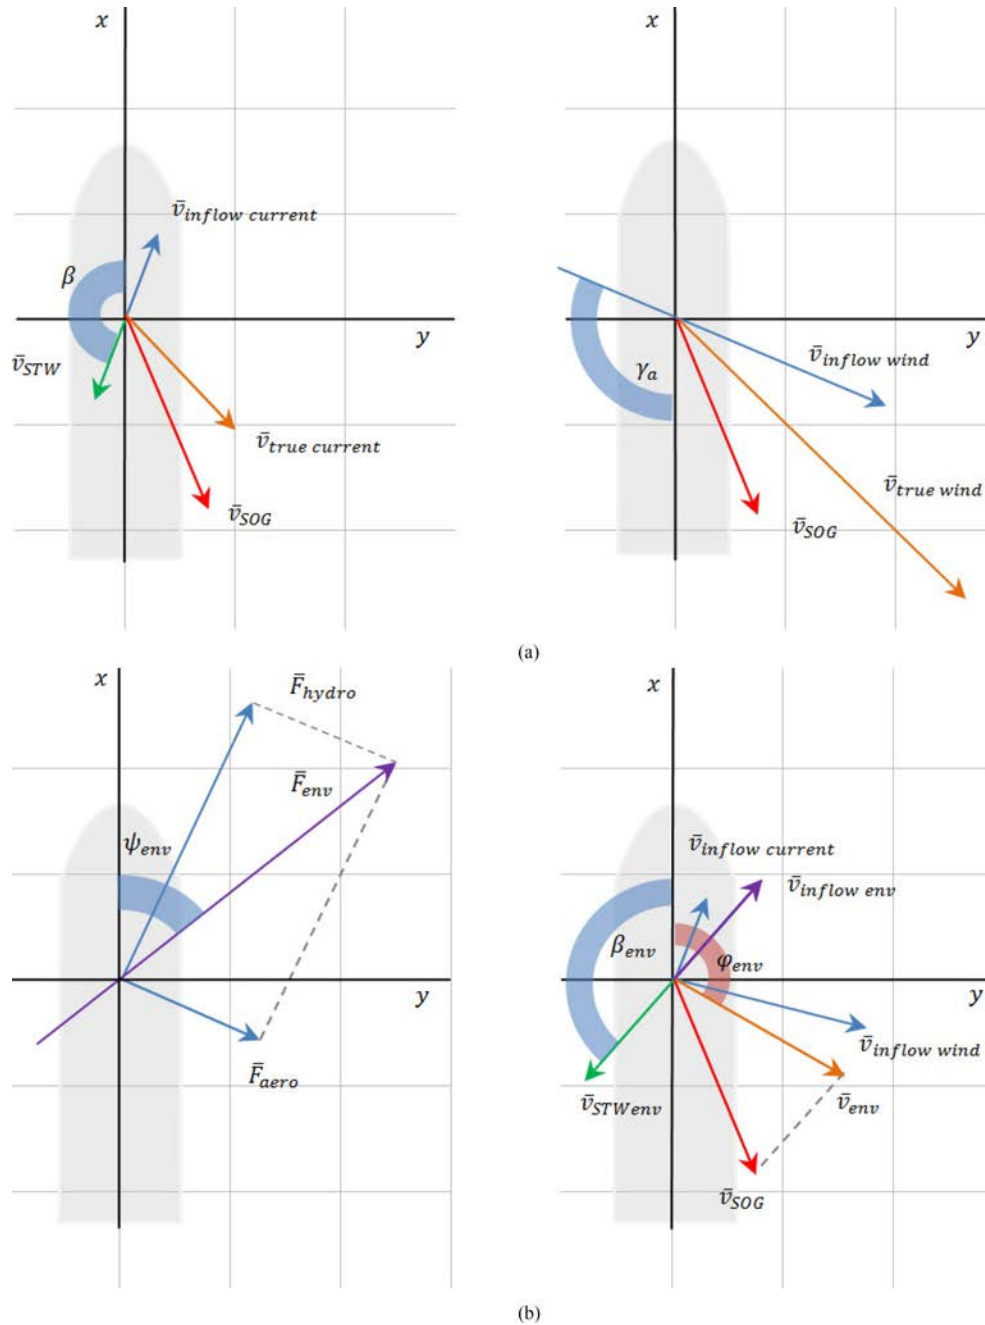 x
v̄inflow current
β
y
v̄STW
v̄true current
v̄SOG
x
y
v̄inflow wind
γa
v̄true wind
v̄SOG
(a)
x
F̄hydro
F̄env
ψenv
y
F̄aero
x
v̄inflow current
v̄inflow env
βenv
φenv
y
v̄inflow wind
v̄STWenv
v̄env
v̄SOG
(b)